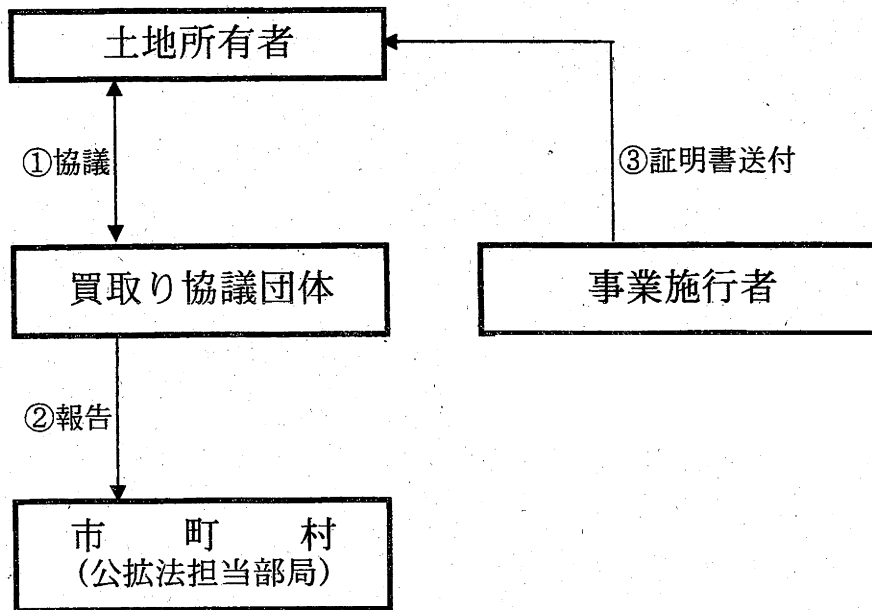 土地所有者
①協議
③証明書送付
買取り協議団体
事業施行者
②報告
市町村
(公拡法担当部局)